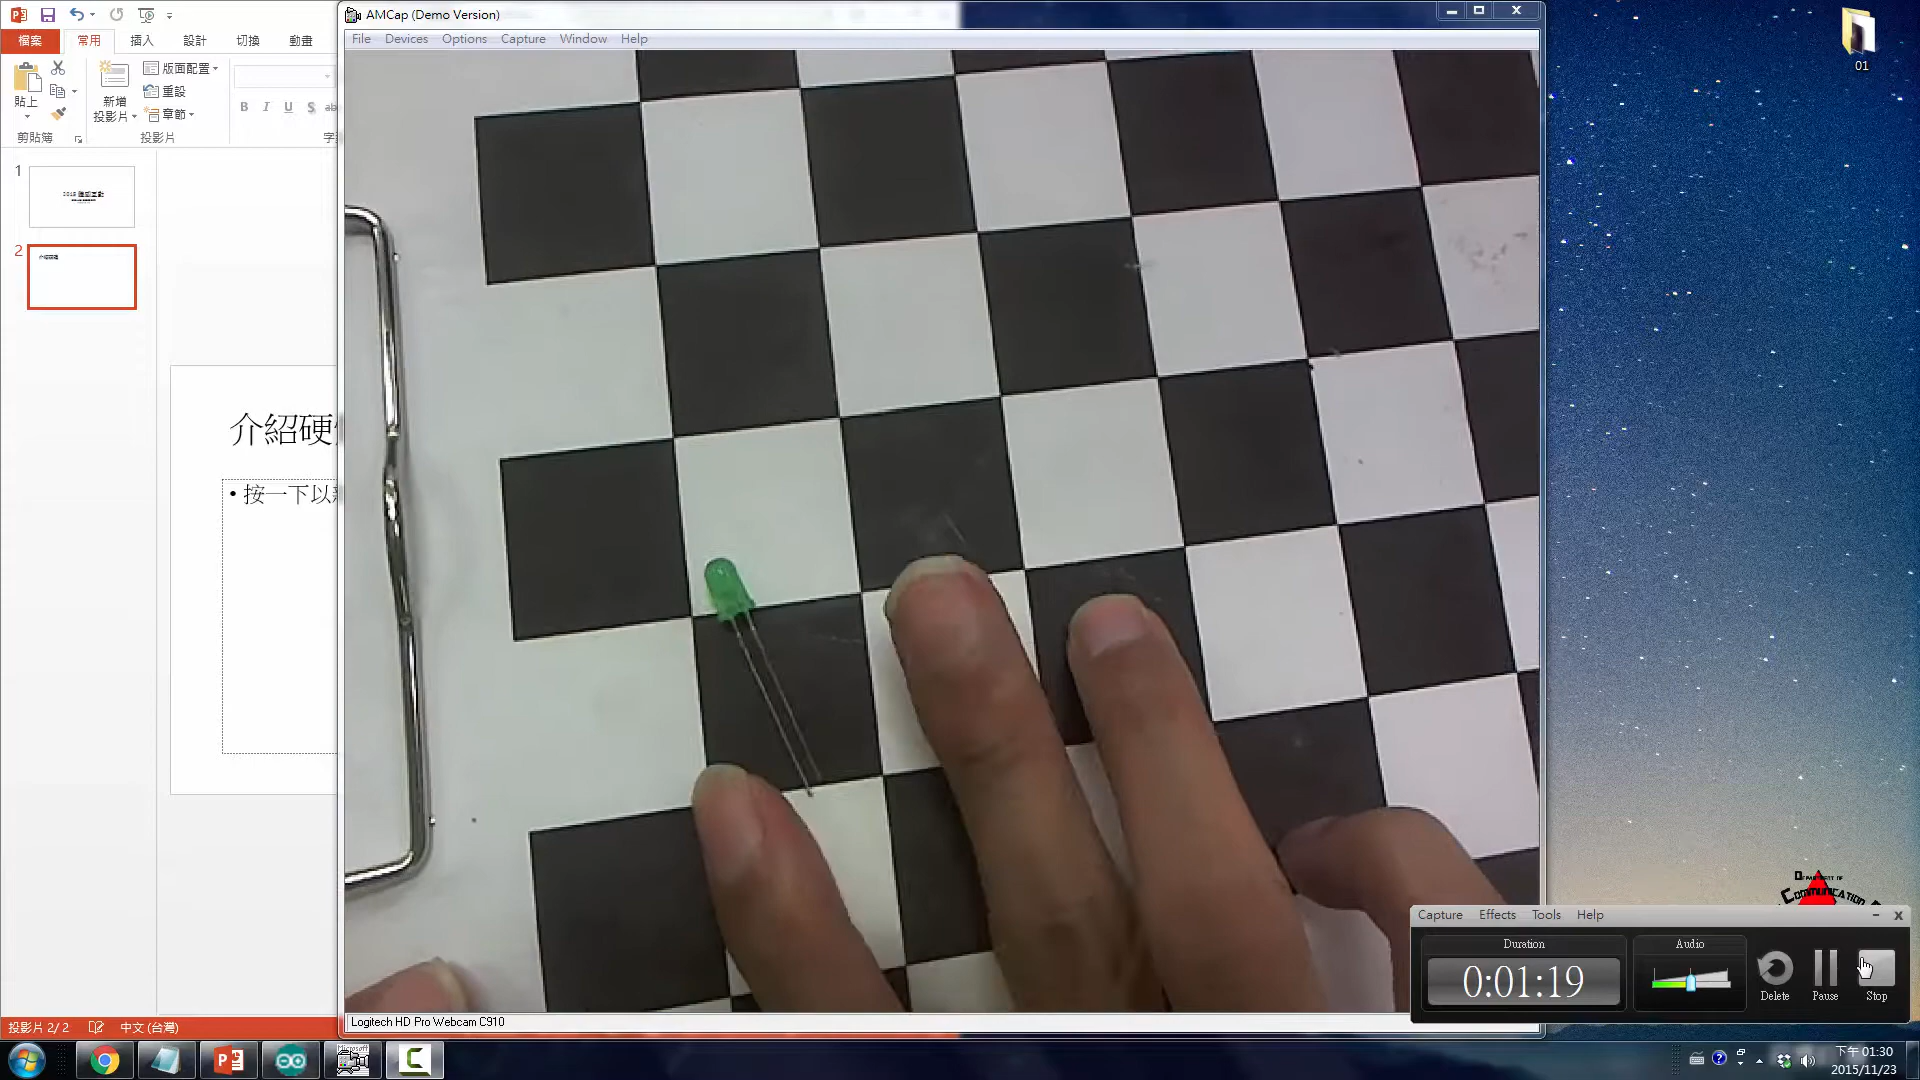 AMCap (Demo Version)
File Devices Options Capture Window Help
檔案 常用 插入 設計 切換 動畫
貼上
新增
投影片
版面配置
重設
章節
B I U S abc
剪貼簿 投影片
1
2
介紹硬
• 按一下以
01
Logitech HD Pro Webcam C910
Capture Effects Tools Help
Duration
0:01:19
Audio
Delete Pause Stop
DEPARTMENT OF
COMMUNICATION
投影片 2/2 中文 (台灣)
下午 01:30
2015/11/23